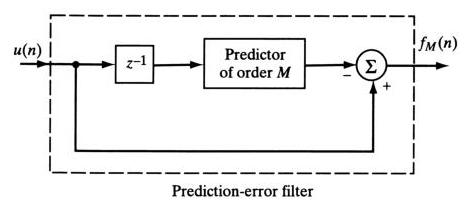 u(n)
z⁻¹
Predictor
of order M
−
Σ
+
f_M(n)
Prediction-error filter